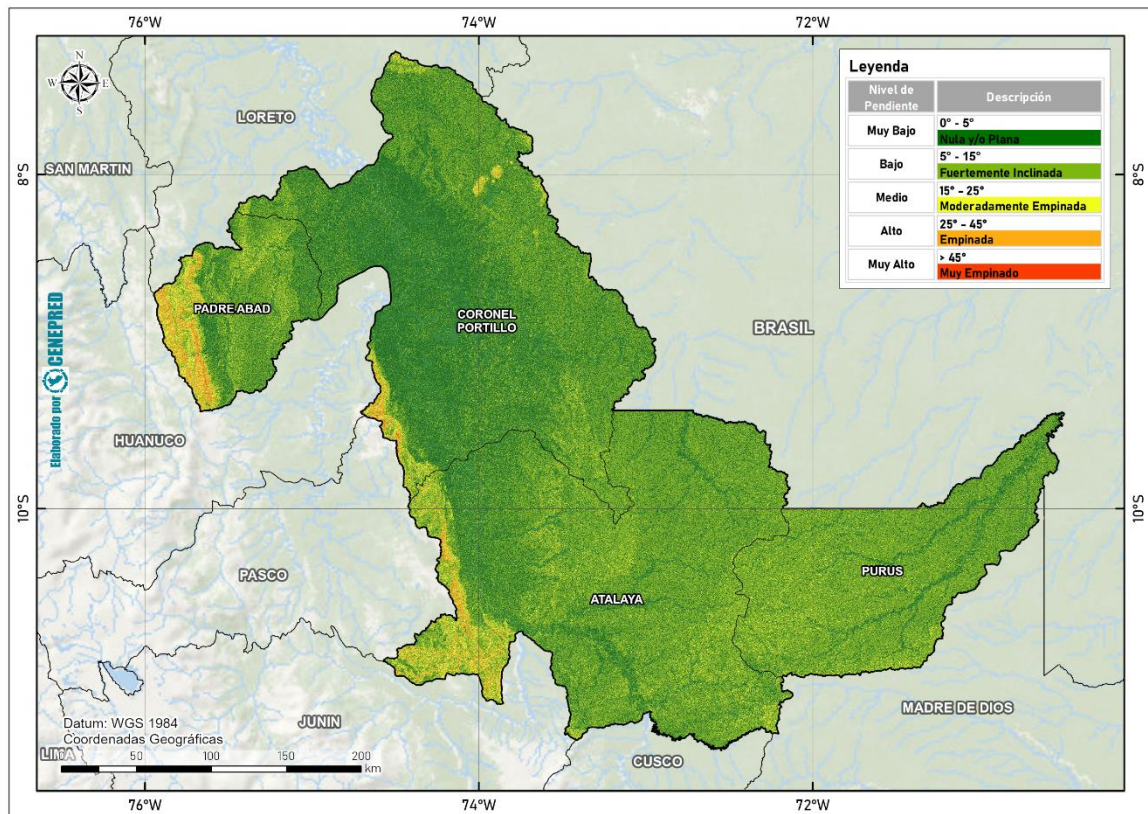 76°W
74°W
72°W
N
W
E
S
LORETO
SAN MARTIN
8°S
8°S
PADRE ABAD
CORONEL
PORTILLO
BRASIL
HUANUCO
10°S
10°S
PASCO
ATALAYA
PURUS
JUNIN
MADRE DE DIOS
CUSCO
LIMA
Leyenda
Nivel de
Pendiente
Descripción
Muy Bajo
0° - 5°
Nula y/o Plana
Bajo
5° - 15°
Fuertemente Inclinada
Medio
15° - 25°
Moderadamente Empinada
Alto
25° - 45°
Empinada
Muy Alto
> 45°
Muy Empinado
Elaborado por CENEPRED
Datum: WGS 1984
Coordenadas Geográficas
50 100 150 200
km
76°W
74°W
72°W